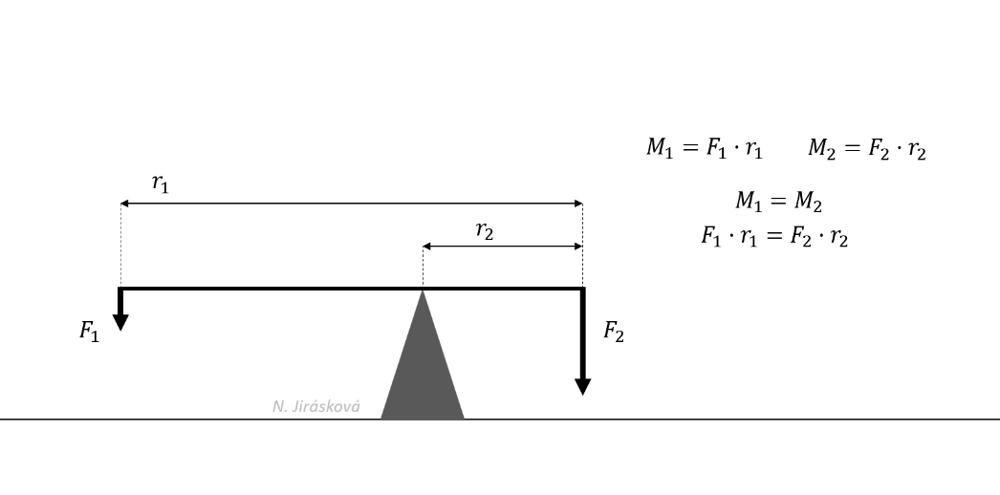 M₁ = F₁ · r₁  M₂ = F₂ · r₂
r₁
M₁ = M₂
r₂
F₁ · r₁ = F₂ · r₂
F₁
F₂
N. Jirásková